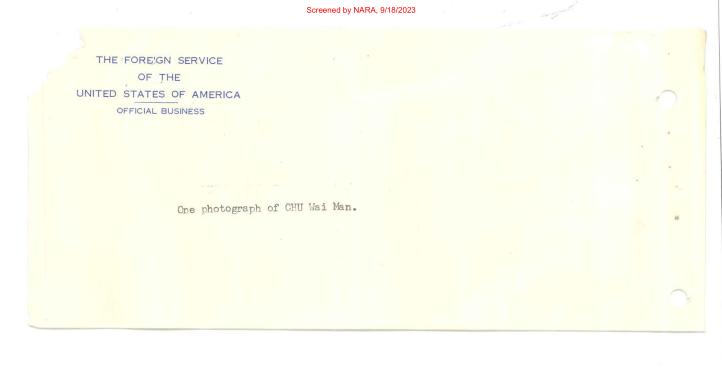 Screened by NARA, 9/18/2023
THE FOREIGN SERVICE
OF THE
UNITED STATES OF AMERICA
OFFICIAL BUSINESS
One photograph of CHU Wai Man.